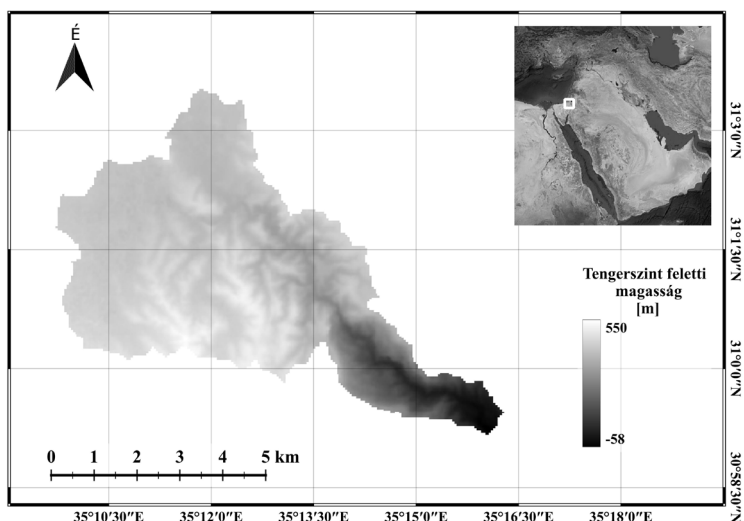 É
31°3′0″N
31°1′30″N
31°0′0″N
30°58′30″N
Tengerszint feletti
magasság
[m]
550
-58
0 1 2 3 4 5 km
35°10′30″E 35°12′0″E 35°13′30″E 35°15′0″E 35°16′30″E 35°18′0″E